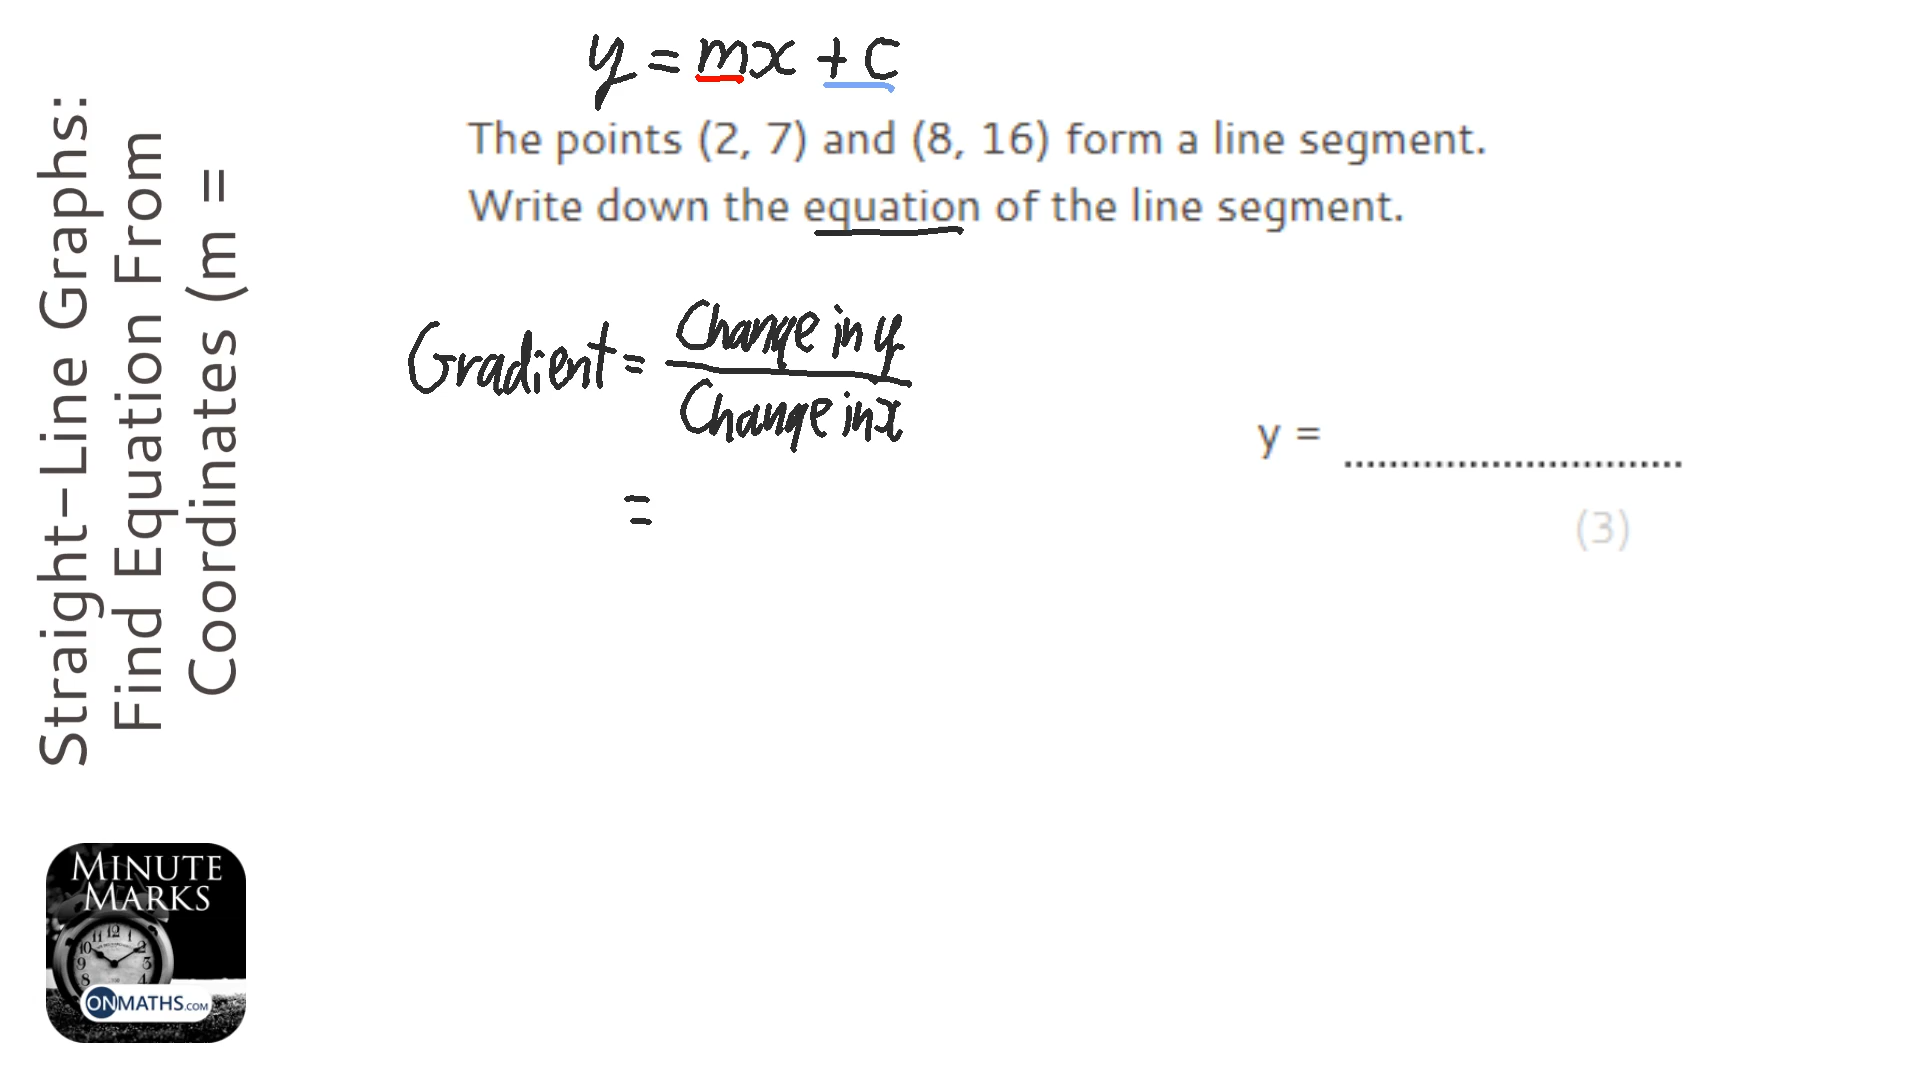 Straight-Line Graphs:
Find Equation From
Coordinates (m =
y = mx + c
The points (2, 7) and (8, 16) form a line segment.
Write down the equation of the line segment.
Gradient = Change in y
Change in x
=
y = ..............................
(3)
MINUTE
MARKS
ONMATHS.COM